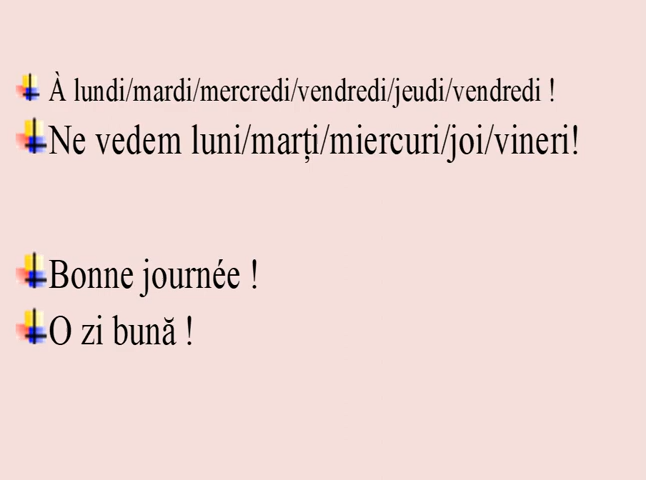 À lundi/mardi/mercredi/vendredi/jeudi/vendredi !
Ne vedem luni/marți/miercuri/joi/vineri!
Bonne journée !
O zi bună !